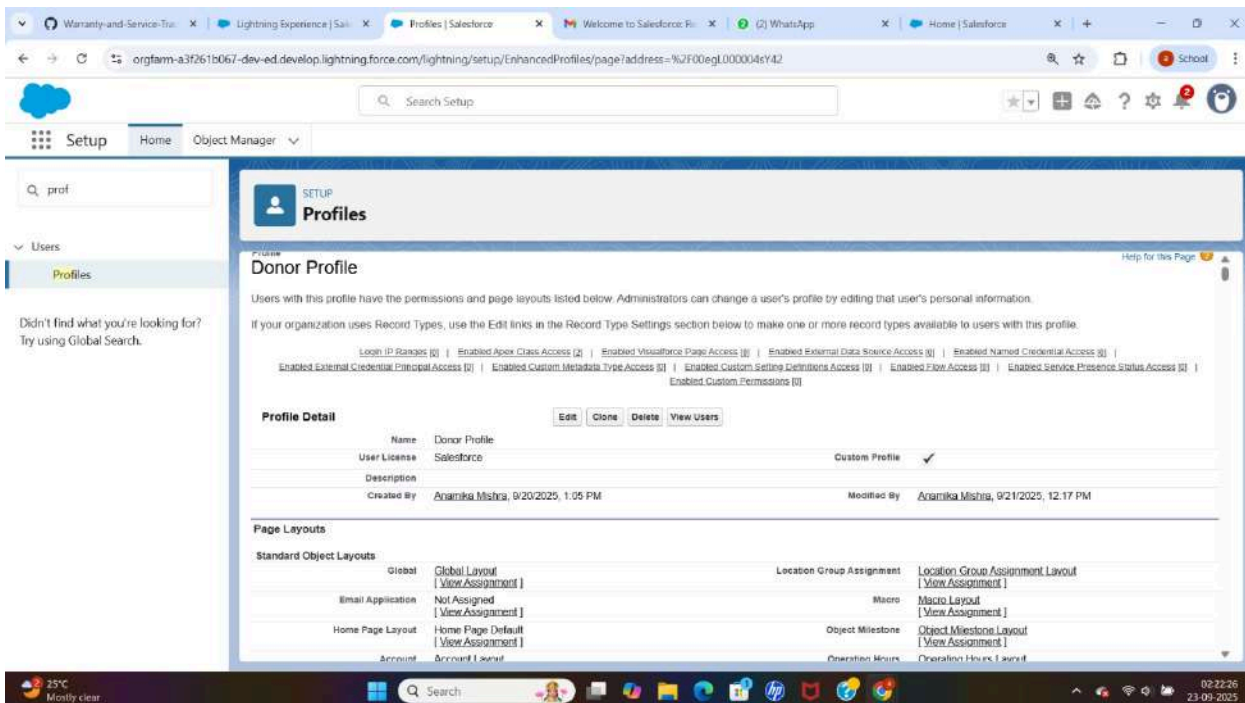 Warranty-and-Service-Tra
Lightning Experience | Sale
Profiles | Salesforce
Welcome to Salesforce: Re
(2) WhatsApp
Home | Salesforce
orgfarm-a3f261b067-dev-ed.develop.lightning.force.com/lightning/setup/EnhancedProfiles/page?address=%2F00egL000004sY42
School
Search Setup
2
Setup
Home
Object Manager
prof
Users
Profiles
Didn't find what you're looking for?
Try using Global Search.
SETUP
Profiles
Profile
Donor Profile
Help for this Page
Users with this profile have the permissions and page layouts listed below. Administrators can change a user's profile by editing that user's personal information.
If your organization uses Record Types, use the Edit links in the Record Type Settings section below to make one or more record types available to users with this profile.
Login IP Ranges [0] | Enabled Apex Class Access [2] | Enabled Visualforce Page Access [0] | Enabled External Data Source Access [0] | Enabled Named Credential Access [0] |
Enabled External Credential Principal Access [0] | Enabled Custom Metadata Type Access [0] | Enabled Custom Setting Definitions Access [0] | Enabled Flow Access [0] | Enabled Service Presence Status Access [0] |
Enabled Custom Permissions [0]
Profile Detail
Edit Clone Delete View Users
Name Donor Profile
User License Salesforce Custom Profile
Description
Created By Anamika Mishra, 9/20/2025, 1:05 PM Modified By Anamika Mishra, 9/21/2025, 12:17 PM
Page Layouts
Standard Object Layouts
Global Global Layout Location Group Assignment Location Group Assignment Layout
[ View Assignment ] [ View Assignment ]
Email Application Not Assigned Macro Macro Layout
[ View Assignment ] [ View Assignment ]
Home Page Layout Home Page Default Object Milestone Object Milestone Layout
[ View Assignment ] [ View Assignment ]
Account Account Layout Operating Hours Operating Hours Layout
25°C
Mostly clear
Search
02:22:26
23-09-2025